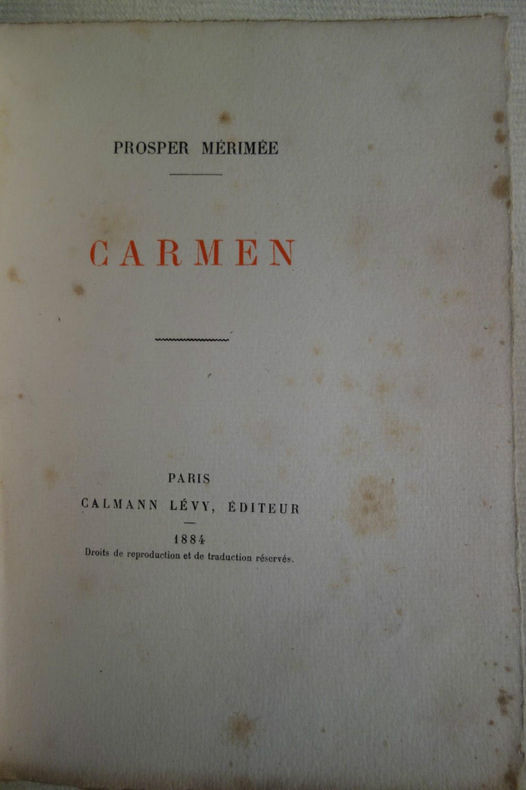 PROSPER MÉRIMÉE
CARMEN
PARIS
CALMANN LÉVY, ÉDITEUR
1884
Droits de reproduction et de traduction réservés.